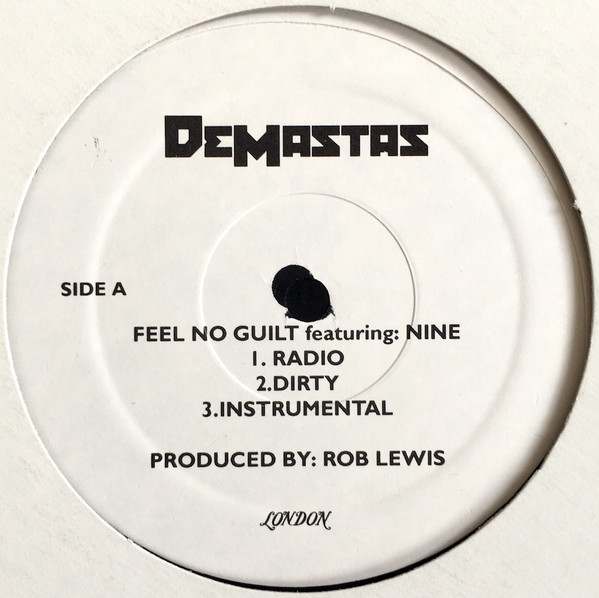 DEMASTAS
SIDE A
FEEL NO GUILT featuring: NINE
1. RADIO
2.DIRTY
3.INSTRUMENTAL
PRODUCED BY: ROB LEWIS
LONDON